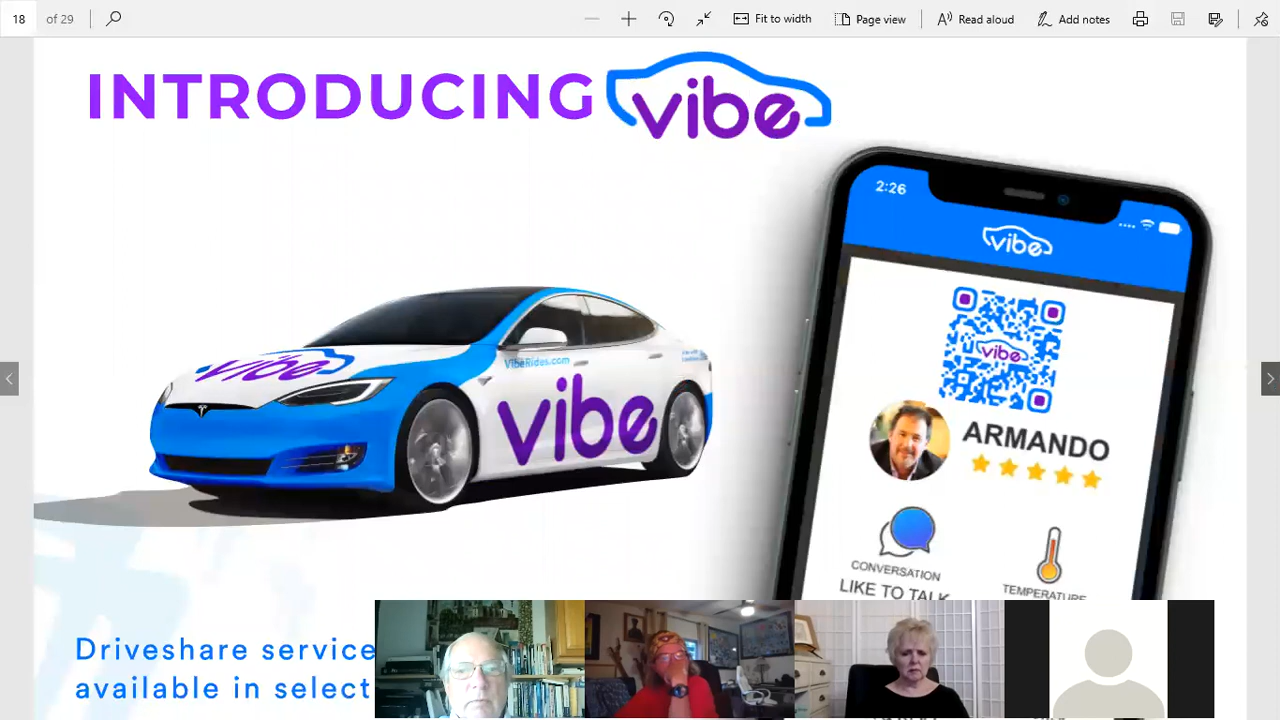 18 of 29
Fit to width
Page view
Read aloud
Add notes
INTRODUCING vibe
2:26
vibe
vibe
ARMANDO
CONVERSATION
LIKE TO TALK
TEMPERATURE
vibe
VibeRides.com
vibe
Driveshare service
available in select